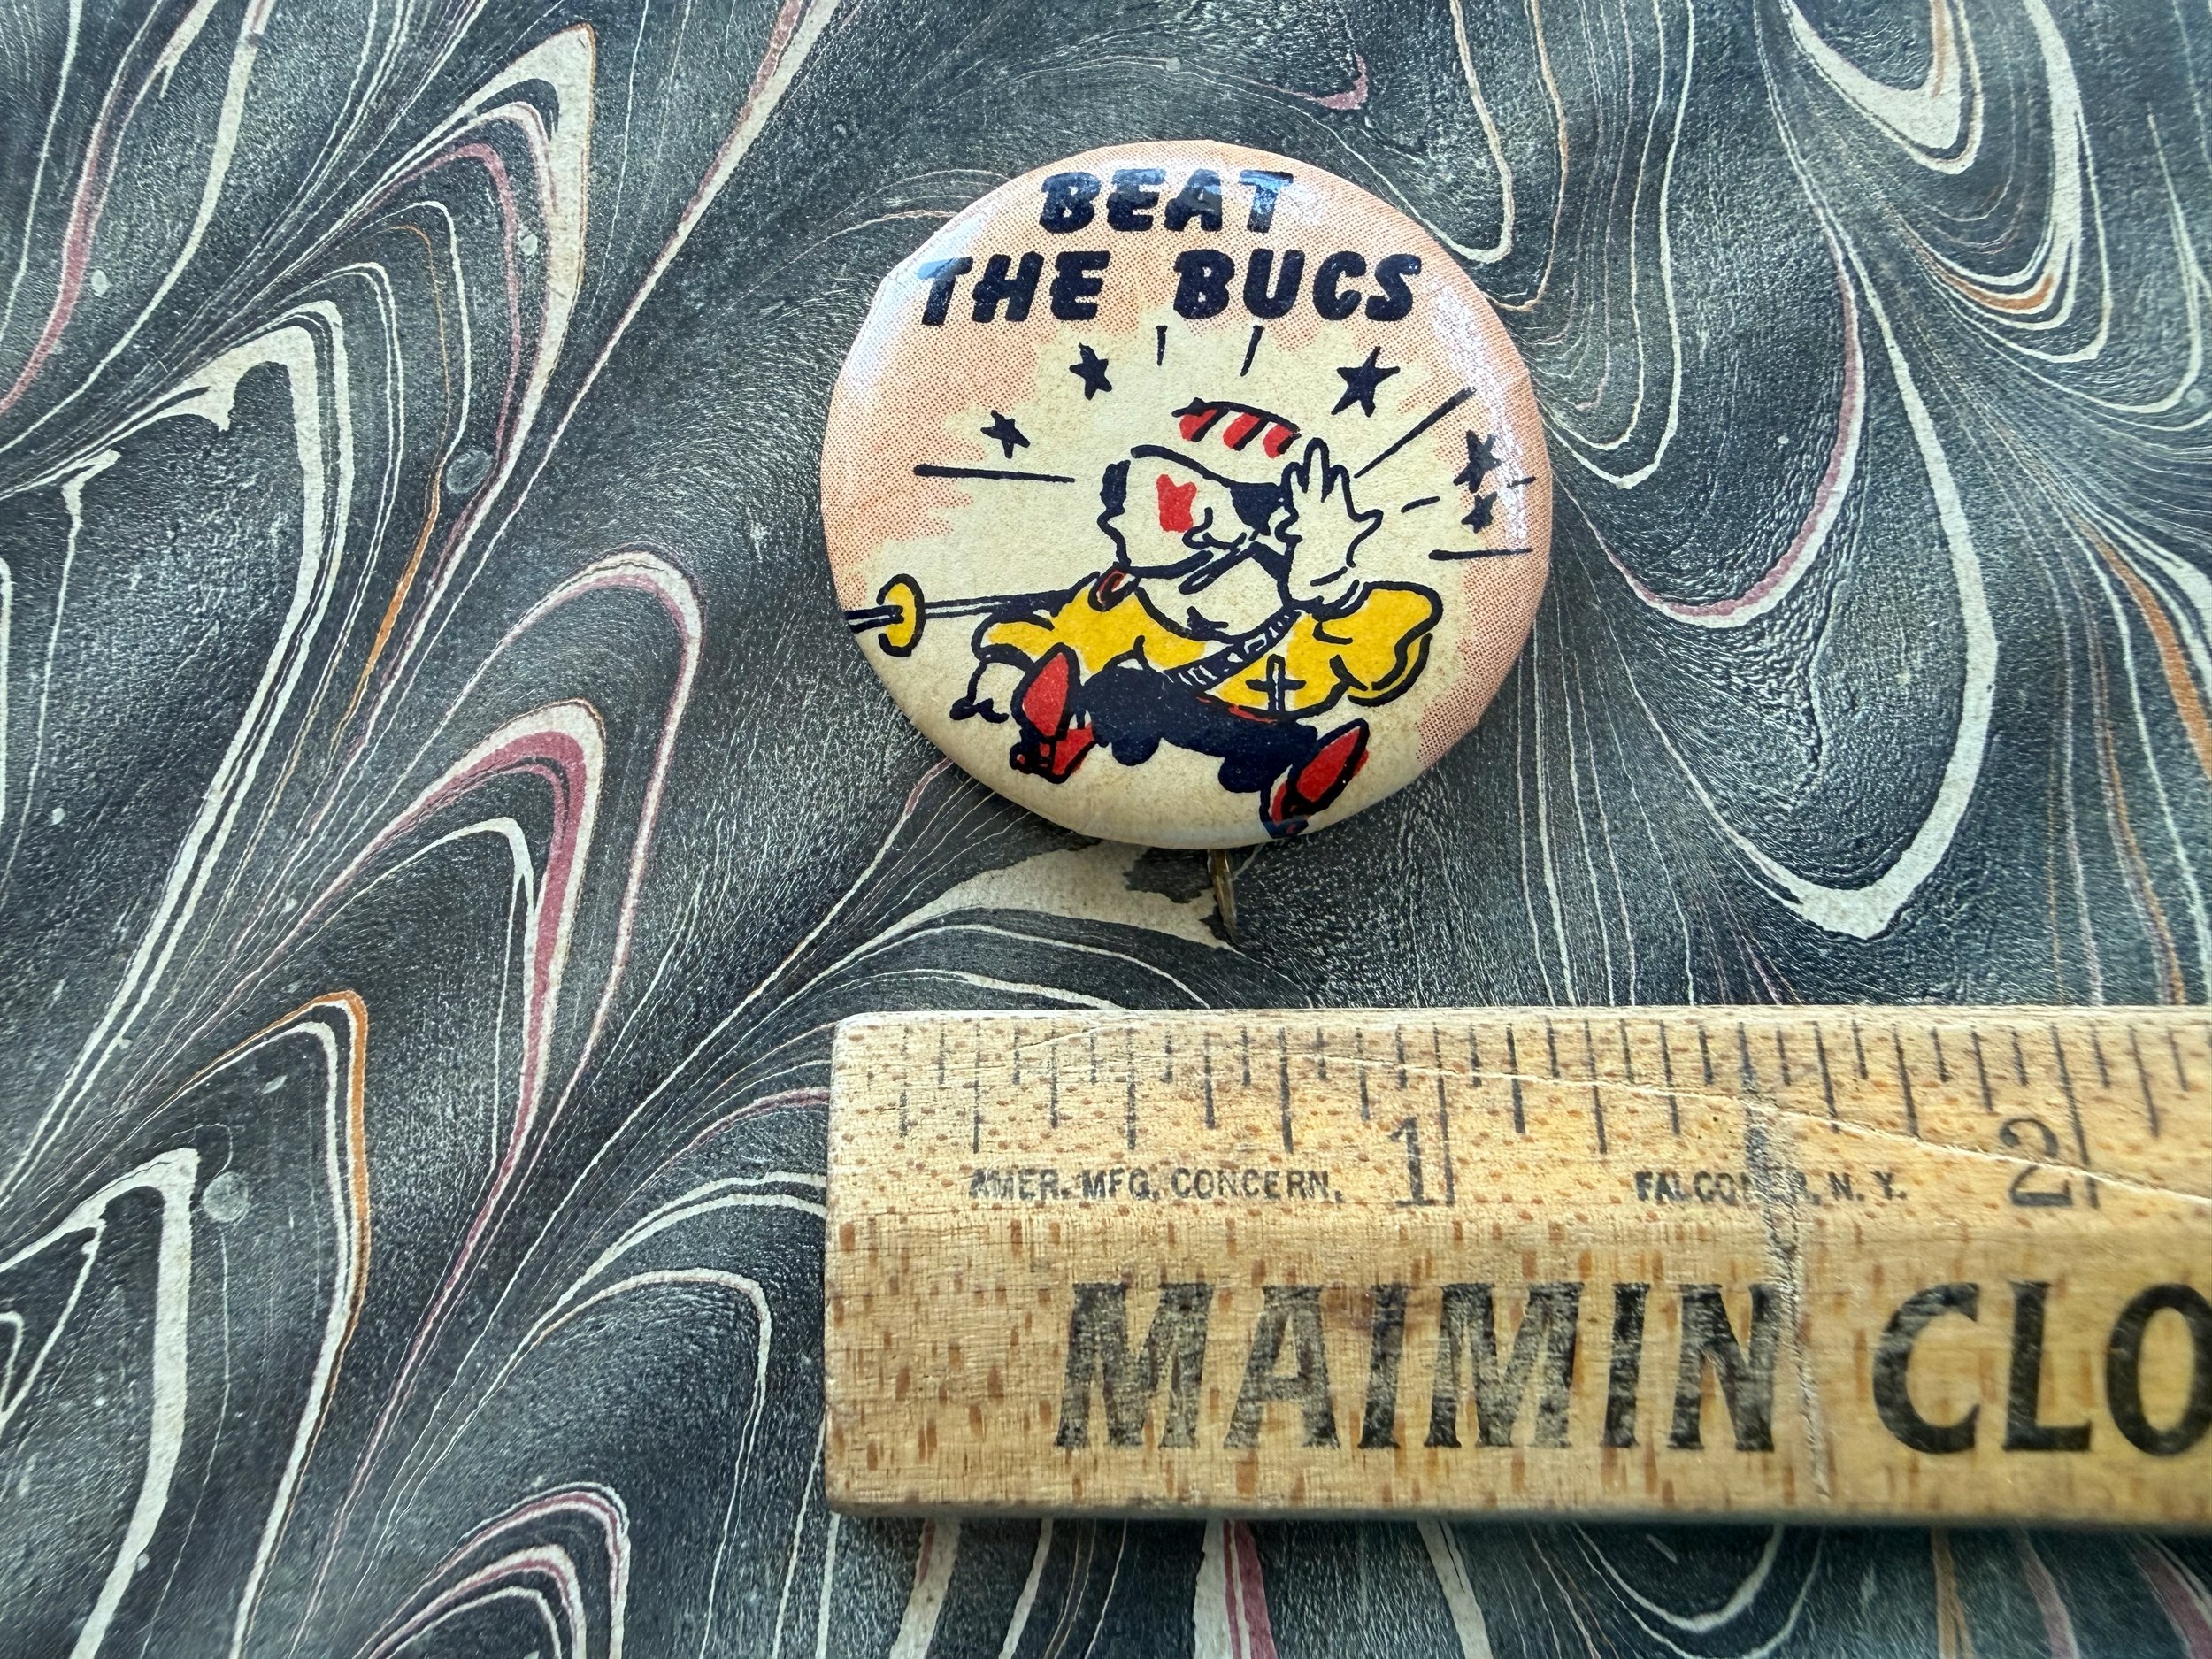 BEAT
THE BUCS
1
2
AMER. MFG. CONCERN,
N. Y.
MAIMIN CLO